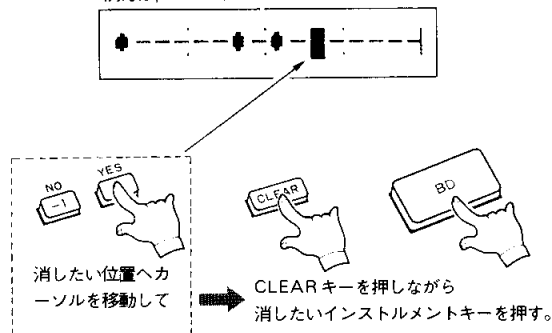 NO
YES
-1
CLEAR
BD
消したい位置へカ
ーソルを移動して
CLEARキーを押しながら
消したいインストルメントキーを押す。